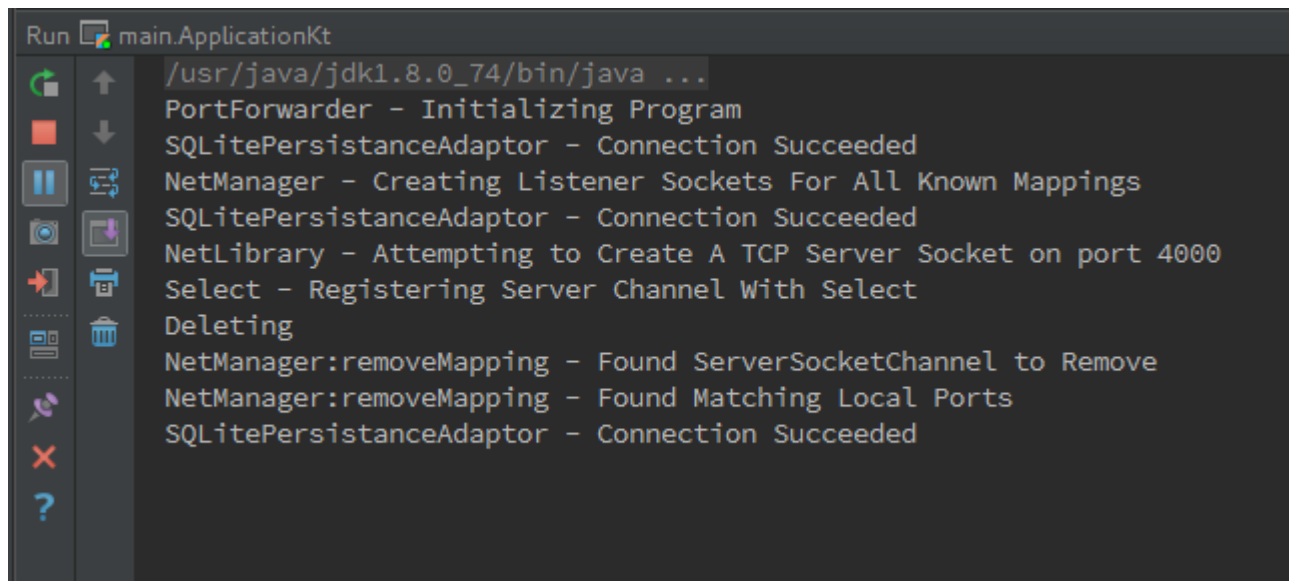 Run main.ApplicationKt
/usr/java/jdk1.8.0_74/bin/java ...
PortForwarder – Initializing Program
SQLitePersistanceAdaptor – Connection Succeeded
NetManager – Creating Listener Sockets For All Known Mappings
SQLitePersistanceAdaptor – Connection Succeeded
NetLibrary – Attempting to Create A TCP Server Socket on port 4000
Select – Registering Server Channel With Select
Deleting
NetManager:removeMapping – Found ServerSocketChannel to Remove
NetManager:removeMapping – Found Matching Local Ports
SQLitePersistanceAdaptor – Connection Succeeded
?